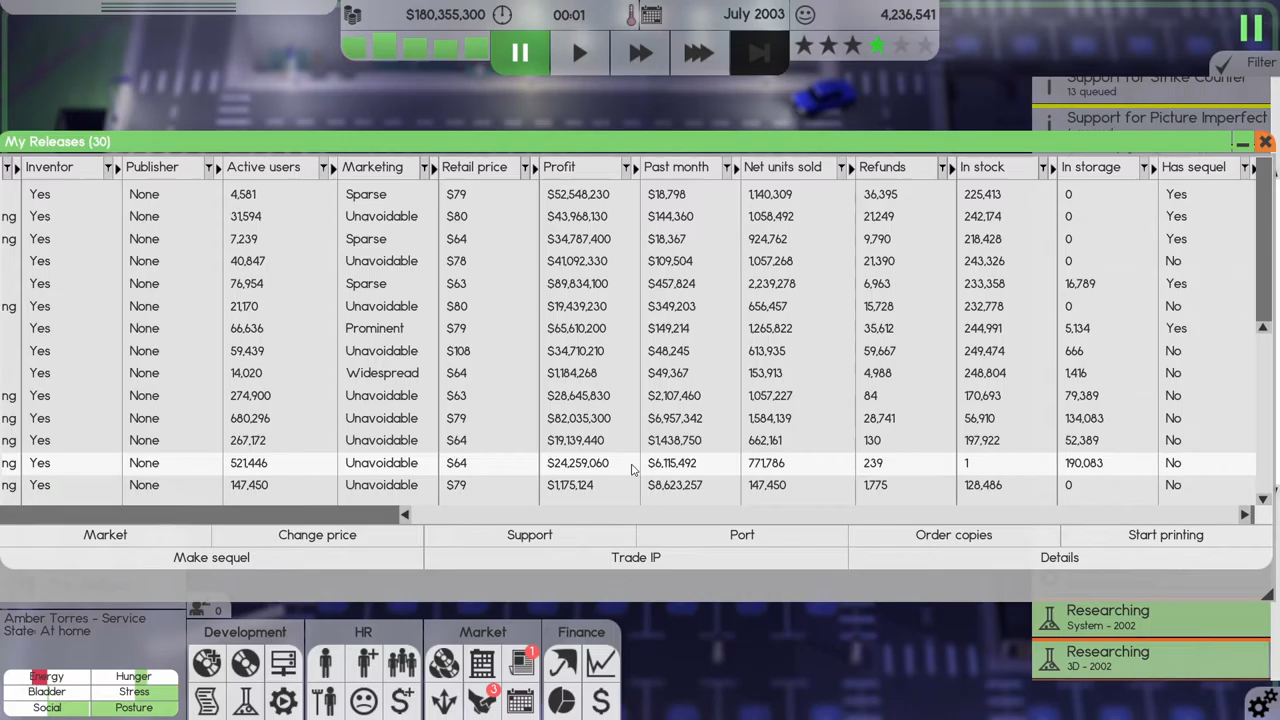 $180,355,300 00:01 July 2003 4,236,541
Filter
Support for Strike Counter
13 queued
Support for Picture Imperfect
My Releases (30)
Inventor Publisher Active users Marketing Retail price Profit Past month Net units sold Refunds In stock In storage Has sequel
Yes None 4,581 Sparse $79 $52,548,230 $18,798 1,140,309 36,395 225,413 0 Yes
ng Yes None 31,594 Unavoidable $80 $43,968,130 $144,360 1,058,492 21,249 242,174 0 Yes
ng Yes None 7,239 Sparse $64 $34,787,400 $18,367 924,762 9,790 218,428 0 Yes
Yes None 40,847 Unavoidable $78 $41,092,330 $109,504 1,057,268 21,390 243,326 0 No
Yes None 76,954 Sparse $63 $89,834,100 $457,824 2,239,278 6,963 233,358 16,789 Yes
ng Yes None 21,170 Unavoidable $80 $19,439,230 $349,203 656,457 15,728 232,778 0 No
Yes None 66,636 Prominent $79 $65,610,200 $149,214 1,265,822 35,612 244,991 5,134 Yes
Yes None 59,439 Unavoidable $108 $34,710,210 $48,245 613,935 59,667 249,474 666 No
Yes None 14,020 Widespread $64 $1,184,268 $49,367 153,913 4,988 248,804 1,416 No
ng Yes None 274,900 Unavoidable $63 $28,645,830 $2,107,460 1,057,227 84 170,693 79,389 No
ng Yes None 680,296 Unavoidable $79 $82,035,300 $6,957,342 1,584,139 28,741 56,910 134,083 No
ng Yes None 267,172 Unavoidable $64 $19,139,440 $1,438,750 662,161 130 197,922 52,389 No
ng Yes None 521,446 Unavoidable $64 $24,259,060 $6,115,492 771,786 239 1 190,083 No
ng Yes None 147,450 Unavoidable $79 $1,175,124 $8,623,257 147,450 1,775 128,486 0 No
Market Change price Support Port Order copies Start printing
Make sequel Trade IP Details
Amber Torres - Service
State: At home
Energy Hunger
Bladder Stress
Social Posture
0
Development HR Market Finance
1
3
Researching
System - 2002
Researching
3D - 2002